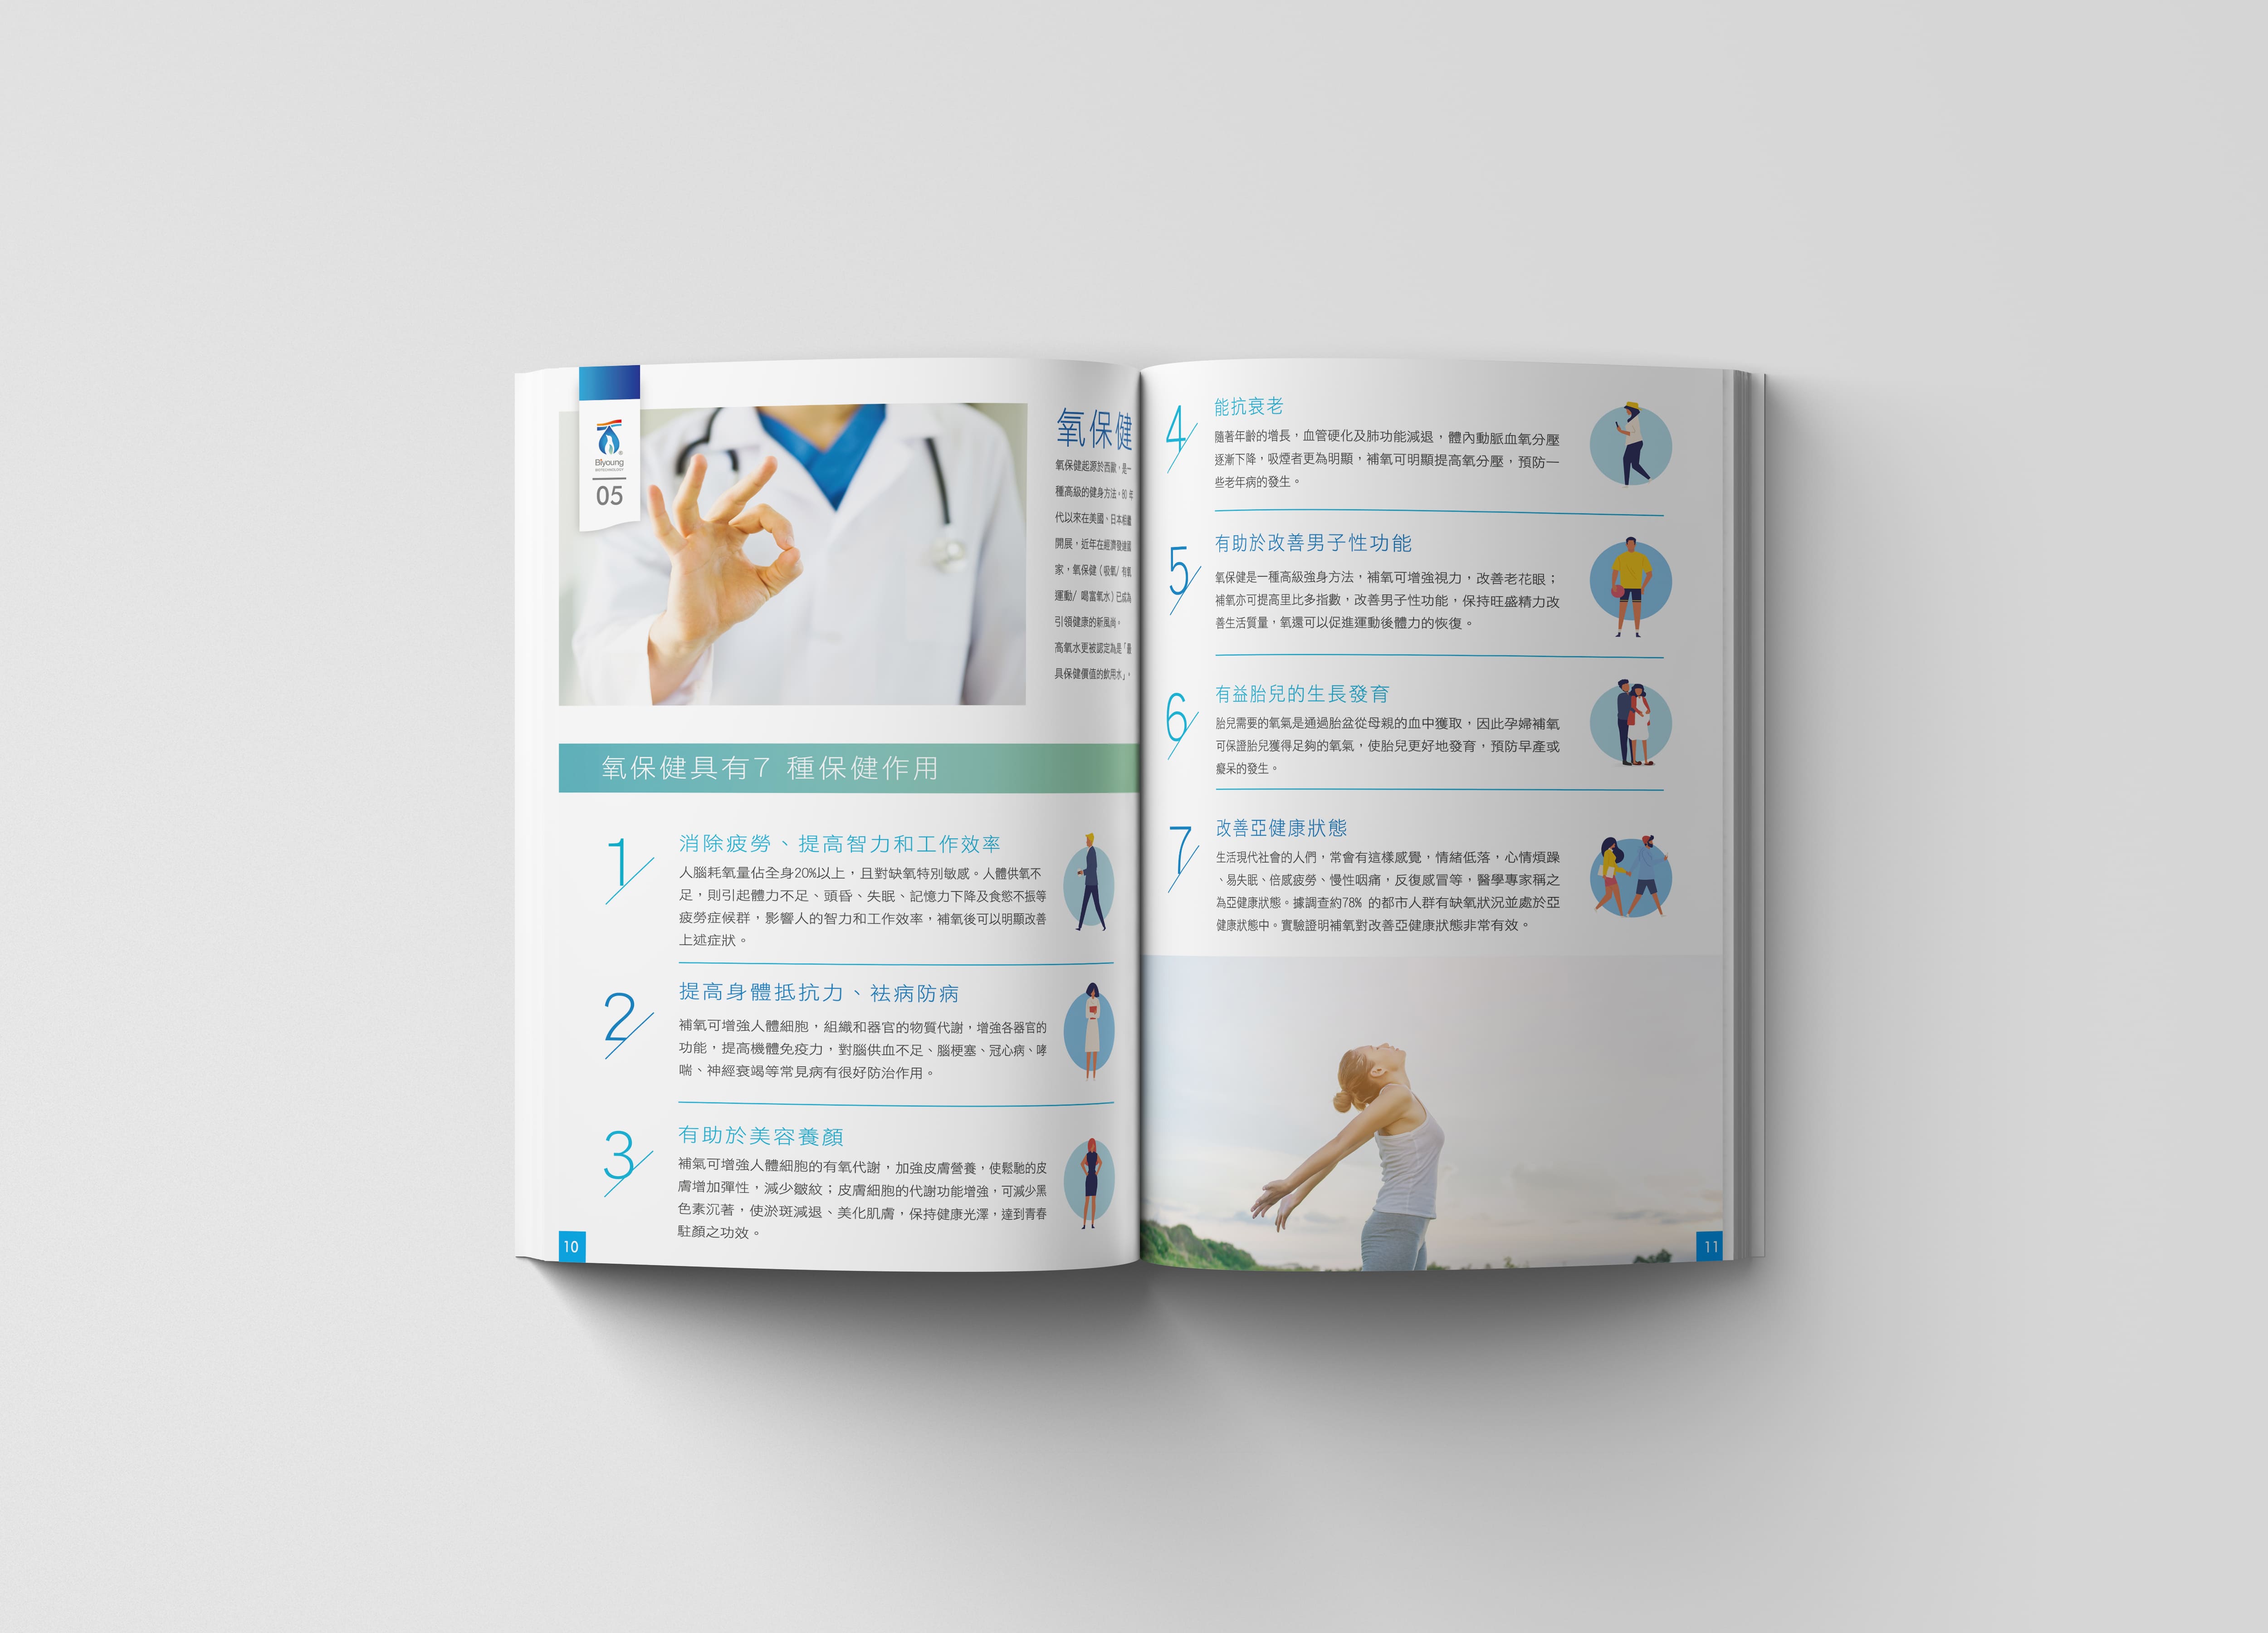 Biyoung
BIOTECHNOLOGY
05
氧保健
氧保健起源於西歐，是一
種高級的健身方法，80 年
代以來在美國、日本相繼
開展，近年在經濟發達國
家，氧保健（吸氧/ 有氧
運動/ 喝富氧水）已成為
引領健康的新風尚。
高氧水更被認定為是「最
具保健價值的飲用水」。
氧保健具有7 種保健作用
1
消除疲勞、提高智力和工作效率
人腦耗氧量佔全身20%以上，且對缺氧特別敏感。人體供氧不
足，則引起體力不足、頭昏、失眠、記憶力下降及食慾不振等
疲勞症候群，影響人的智力和工作效率，補氧後可以明顯改善
上述症狀。
2
提高身體抵抗力、袪病防病
補氧可增強人體細胞，組織和器官的物質代謝，增強各器官的
功能，提高機體免疫力，對腦供血不足、腦梗塞、冠心病、哮
喘、神經衰竭等常見病有很好防治作用。
3
有助於美容養顏
補氣可增強人體細胞的有氧代謝，加強皮膚營養，使鬆馳的皮
膚增加彈性，減少皺紋；皮膚細胞的代謝功能增強，可減少黑
色素沉著，使淤斑減退、美化肌膚，保持健康光澤，達到青春
駐顏之功效。
10
4
能抗衰老
隨著年齡的增長，血管硬化及肺功能減退，體內動脈血氧分壓
逐漸下降，吸煙者更為明顯，補氧可明顯提高氧分壓，預防一
些老年病的發生。
5
有助於改善男子性功能
氧保健是一種高級強身方法，補氧可增強視力，改善老花眼；
補氧亦可提高里比多指數，改善男子性功能，保持旺盛精力改
善生活質量，氧還可以促進運動後體力的恢復。
6
有益胎兒的生長發育
胎兒需要的氧氣是通過胎盆從母親的血中獲取，因此孕婦補氧
可保證胎兒獲得足夠的氧氣，使胎兒更好地發育，預防早產或
癡呆的發生。
7
改善亞健康狀態
生活現代社會的人們，常會有這樣感覺，情緒低落，心情煩躁
、易失眠、倍感疲勞、慢性咽痛，反復感冒等，醫學專家稱之
為亞健康狀態。據調查約78% 的都市人群有缺氧狀況並處於亞
健康狀態中。實驗證明補氧對改善亞健康狀態非常有效。
11